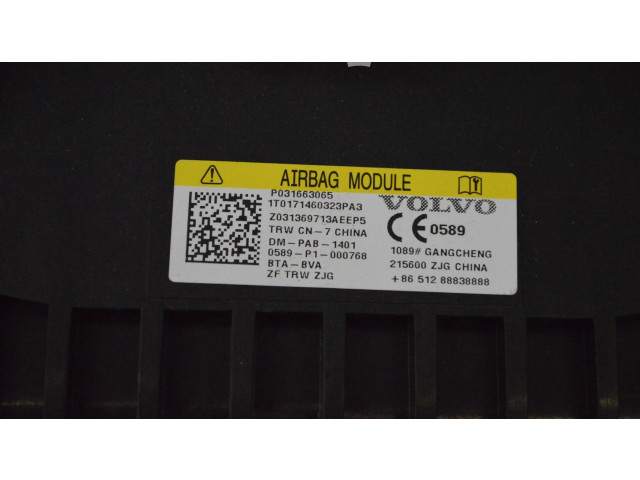 AIRBAG MODULE
P031663065
1T0171460323PA3
Z031369713AEEP5
TRW CN-7 CHINA
DM-PAB-1401
0589-P1-000768
BTA-BVA
ZF TRW ZJG
VOLVO
CE 0589
1089# GANGCHENG
215600 ZJG CHINA
+86 512 88838888